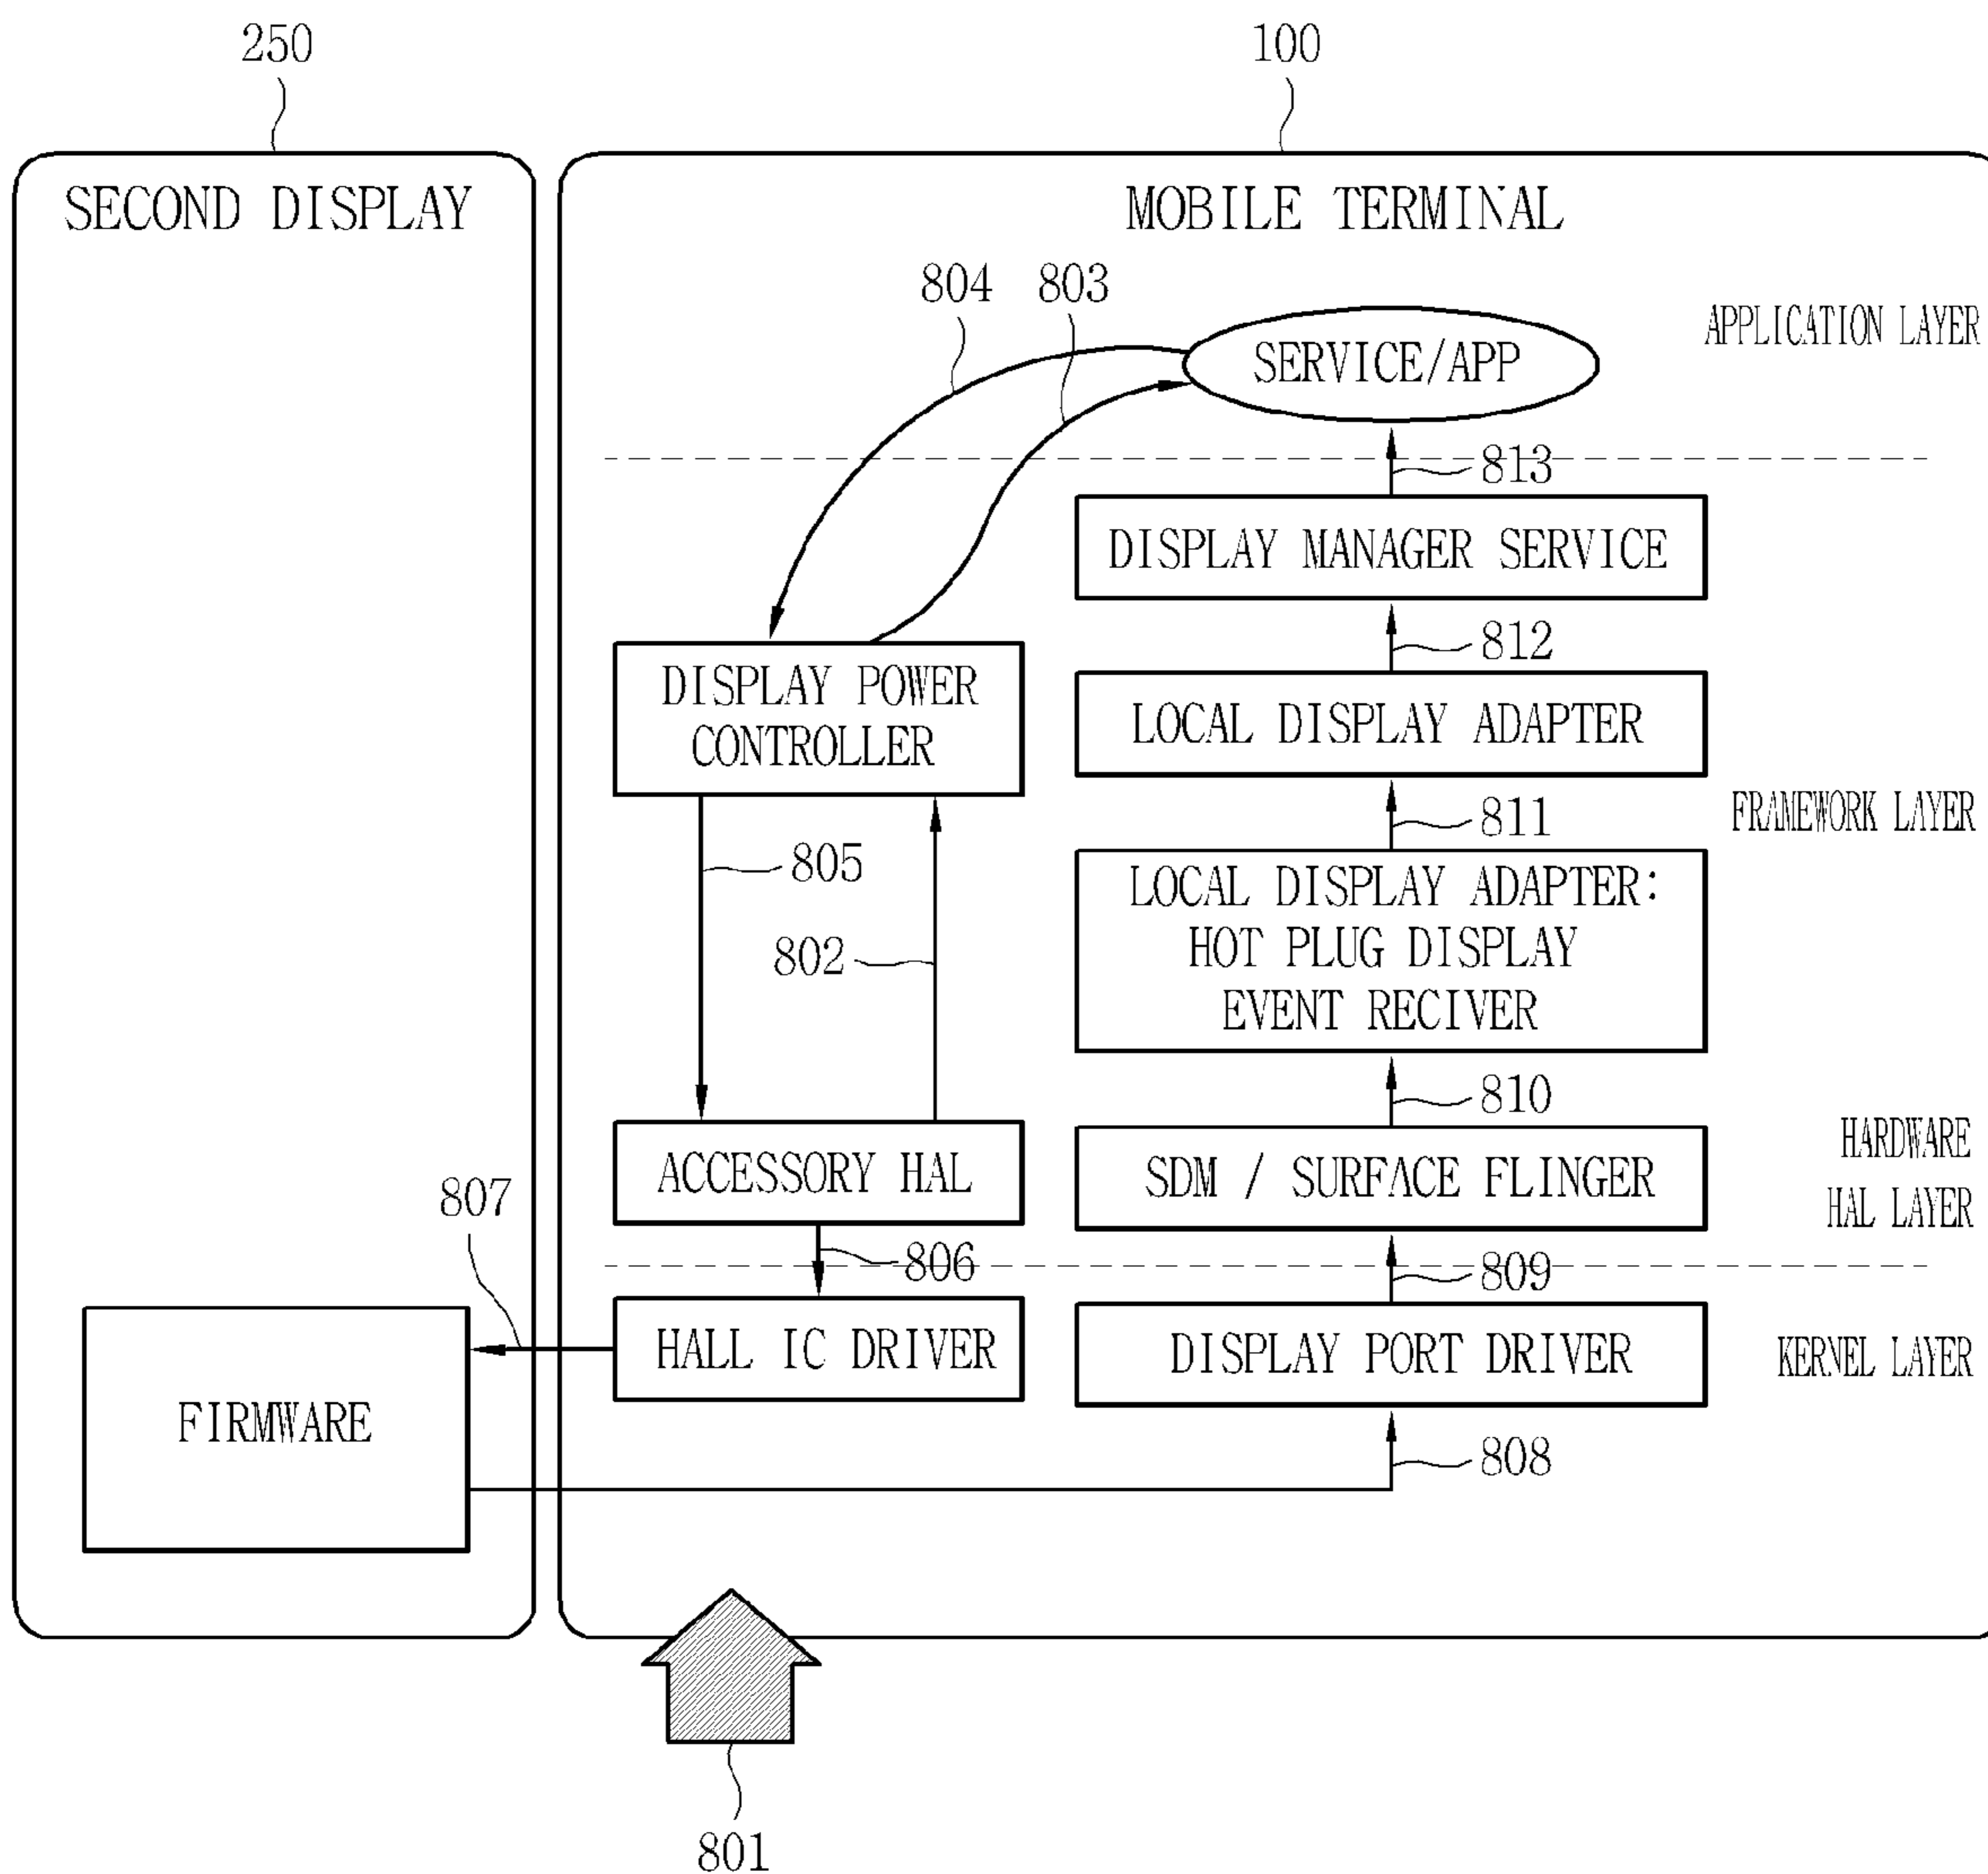 250
100
SECOND DISPLAY
MOBILE TERMINAL
804
803
APPLICATION LAYER
SERVICE/APP
813
DISPLAY MANAGER SERVICE
812
DISPLAY POWER
CONTROLLER
LOCAL DISPLAY ADAPTER
811
FRAMEWORK LAYER
805
LOCAL DISPLAY ADAPTER:
HOT PLUG DISPLAY
EVENT RECIVER
802
810
ACCESSORY HAL
SDM / SURFACE FLINGER
HARDWARE
HAL LAYER
807
806
809
HALL IC DRIVER
DISPLAY PORT DRIVER
KERNEL LAYER
FIRMWARE
808
801